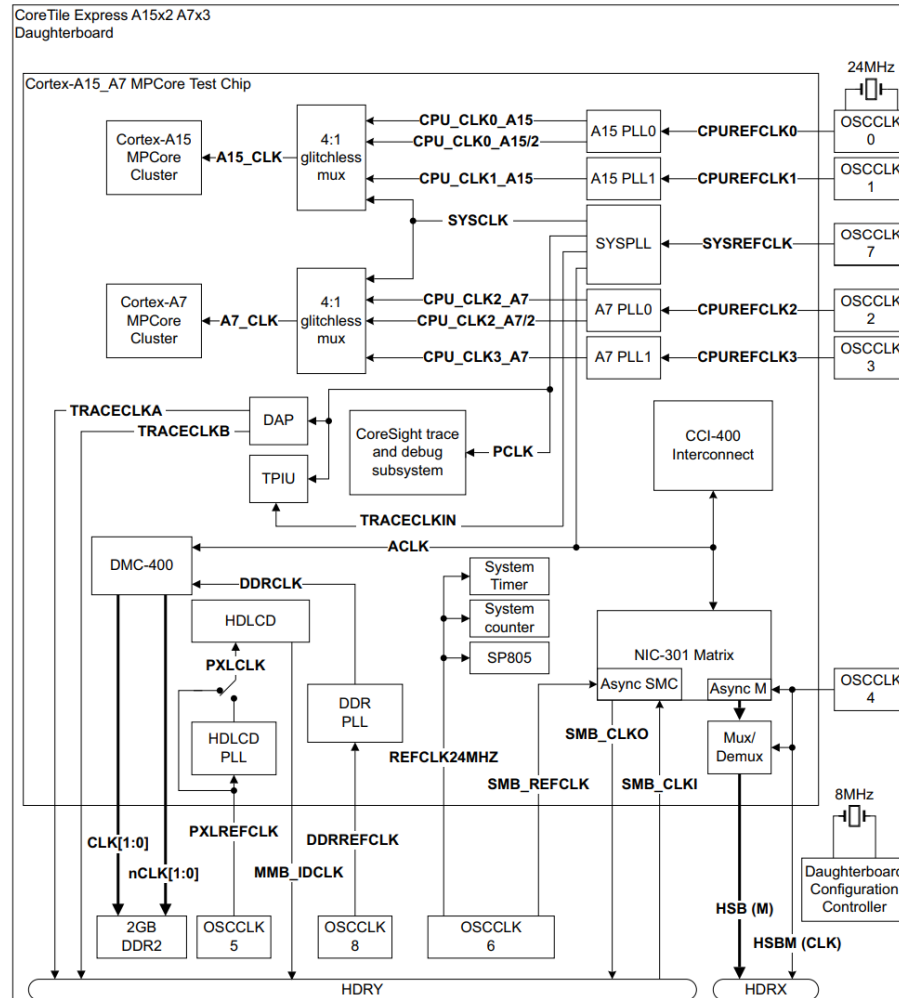 CoreTile Express A15x2 A7x3
Daughterboard
Cortex-A15_A7 MPCore Test Chip
24MHz
Cortex-A15
MPCore
Cluster
A15_CLK
4:1
glitchless
mux
CPU_CLK0_A15
CPU_CLK0_A15/2
A15 PLL0
CPUREFCLK0
OSCCLK
0
CPU_CLK1_A15
A15 PLL1
CPUREFCLK1
OSCCLK
1
SYSCLK
SYSPLL
SYSREFCLK
OSCCLK
7
Cortex-A7
MPCore
Cluster
A7_CLK
4:1
glitchless
mux
CPU_CLK2_A7
CPU_CLK2_A7/2
A7 PLL0
CPUREFCLK2
OSCCLK
2
CPU_CLK3_A7
A7 PLL1
CPUREFCLK3
OSCCLK
3
TRACECLKA
TRACECLKB
DAP
TPIU
CoreSight trace
and debug
subsystem
PCLK
CCI-400
Interconnect
TRACECLKIN
ACLK
DMC-400
DDRCLK
System
Timer
System
counter
SP805
HDLCD
PXLCLK
HDLCD
PLL
DDR
PLL
NIC-301 Matrix
Async SMC
Async M
OSCCLK
4
Mux/
Demux
REFCLK24MHZ
SMB_CLKO
SMB_REFCLK
SMB_CLKI
8MHz
Daughterboard
Configuration
Controller
CLK[1:0]
nCLK[1:0]
PXLREFCLK
MMB_IDCLK
DDRREFCLK
HSB (M)
HSBM (CLK)
2GB
DDR2
OSCCLK
5
OSCCLK
8
OSCCLK
6
HDRY
HDRX